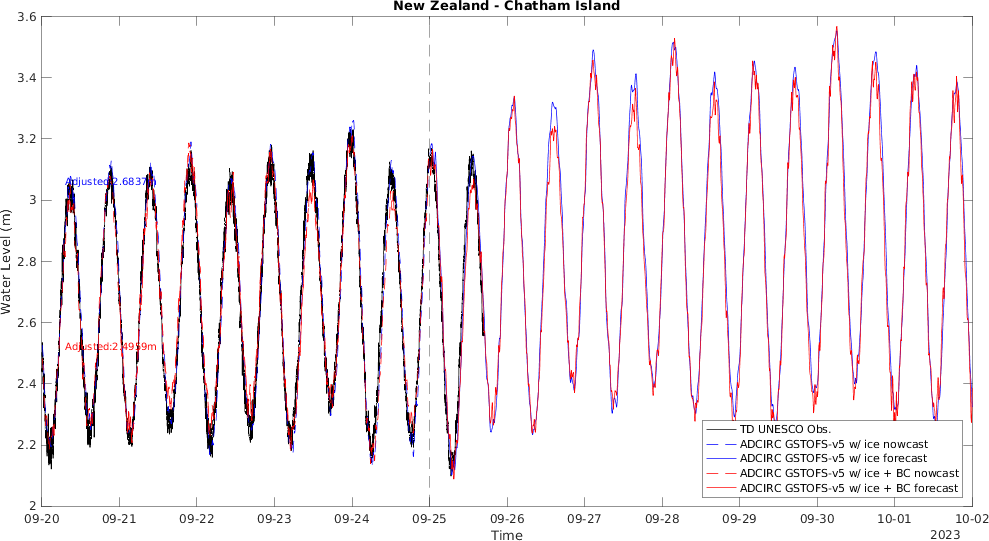 New Zealand - Chatham Island
Water Level (m)
3.6
3.4
3.2
3
2.8
2.6
2.4
2.2
2
Adjusted:2.6837m
Adjusted:2.4959m
TD UNESCO Obs.
ADCIRC GSTOFS-v5 w/ ice nowcast
ADCIRC GSTOFS-v5 w/ ice forecast
ADCIRC GSTOFS-v5 w/ ice + BC nowcast
ADCIRC GSTOFS-v5 w/ ice + BC forecast
09-20 09-21 09-22 09-23 09-24 09-25 09-26 09-27 09-28 09-29 09-30 10-01 10-02
Time
2023